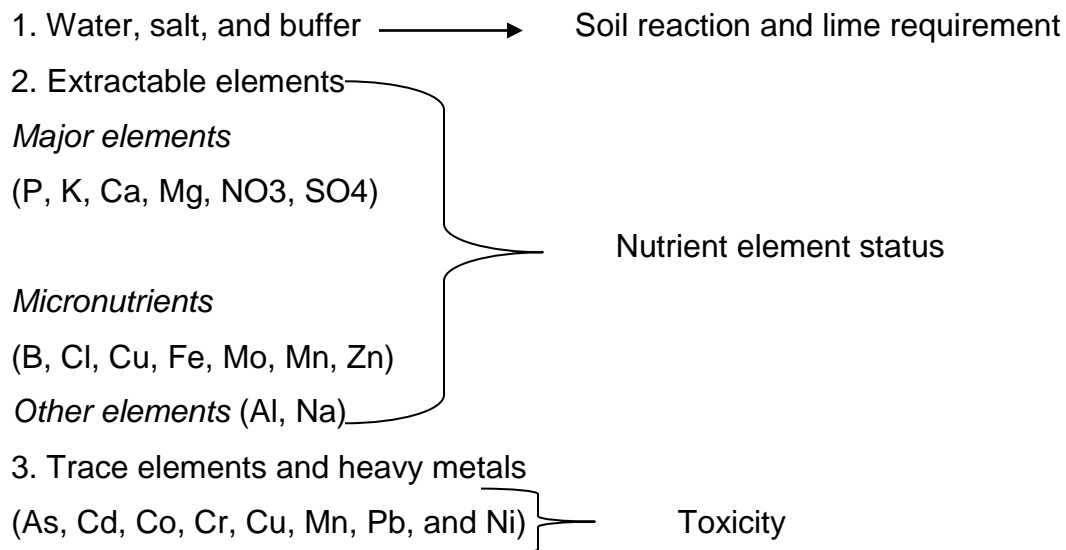 1. Water, salt, and buffer Soil reaction and lime requirement
2. Extractable elements
Major elements
(P, K, Ca, Mg, NO3, SO4)
Nutrient element status
Micronutrients
(B, Cl, Cu, Fe, Mo, Mn, Zn)
Other elements (Al, Na)
3. Trace elements and heavy metals
(As, Cd, Co, Cr, Cu, Mn, Pb, and Ni) Toxicity